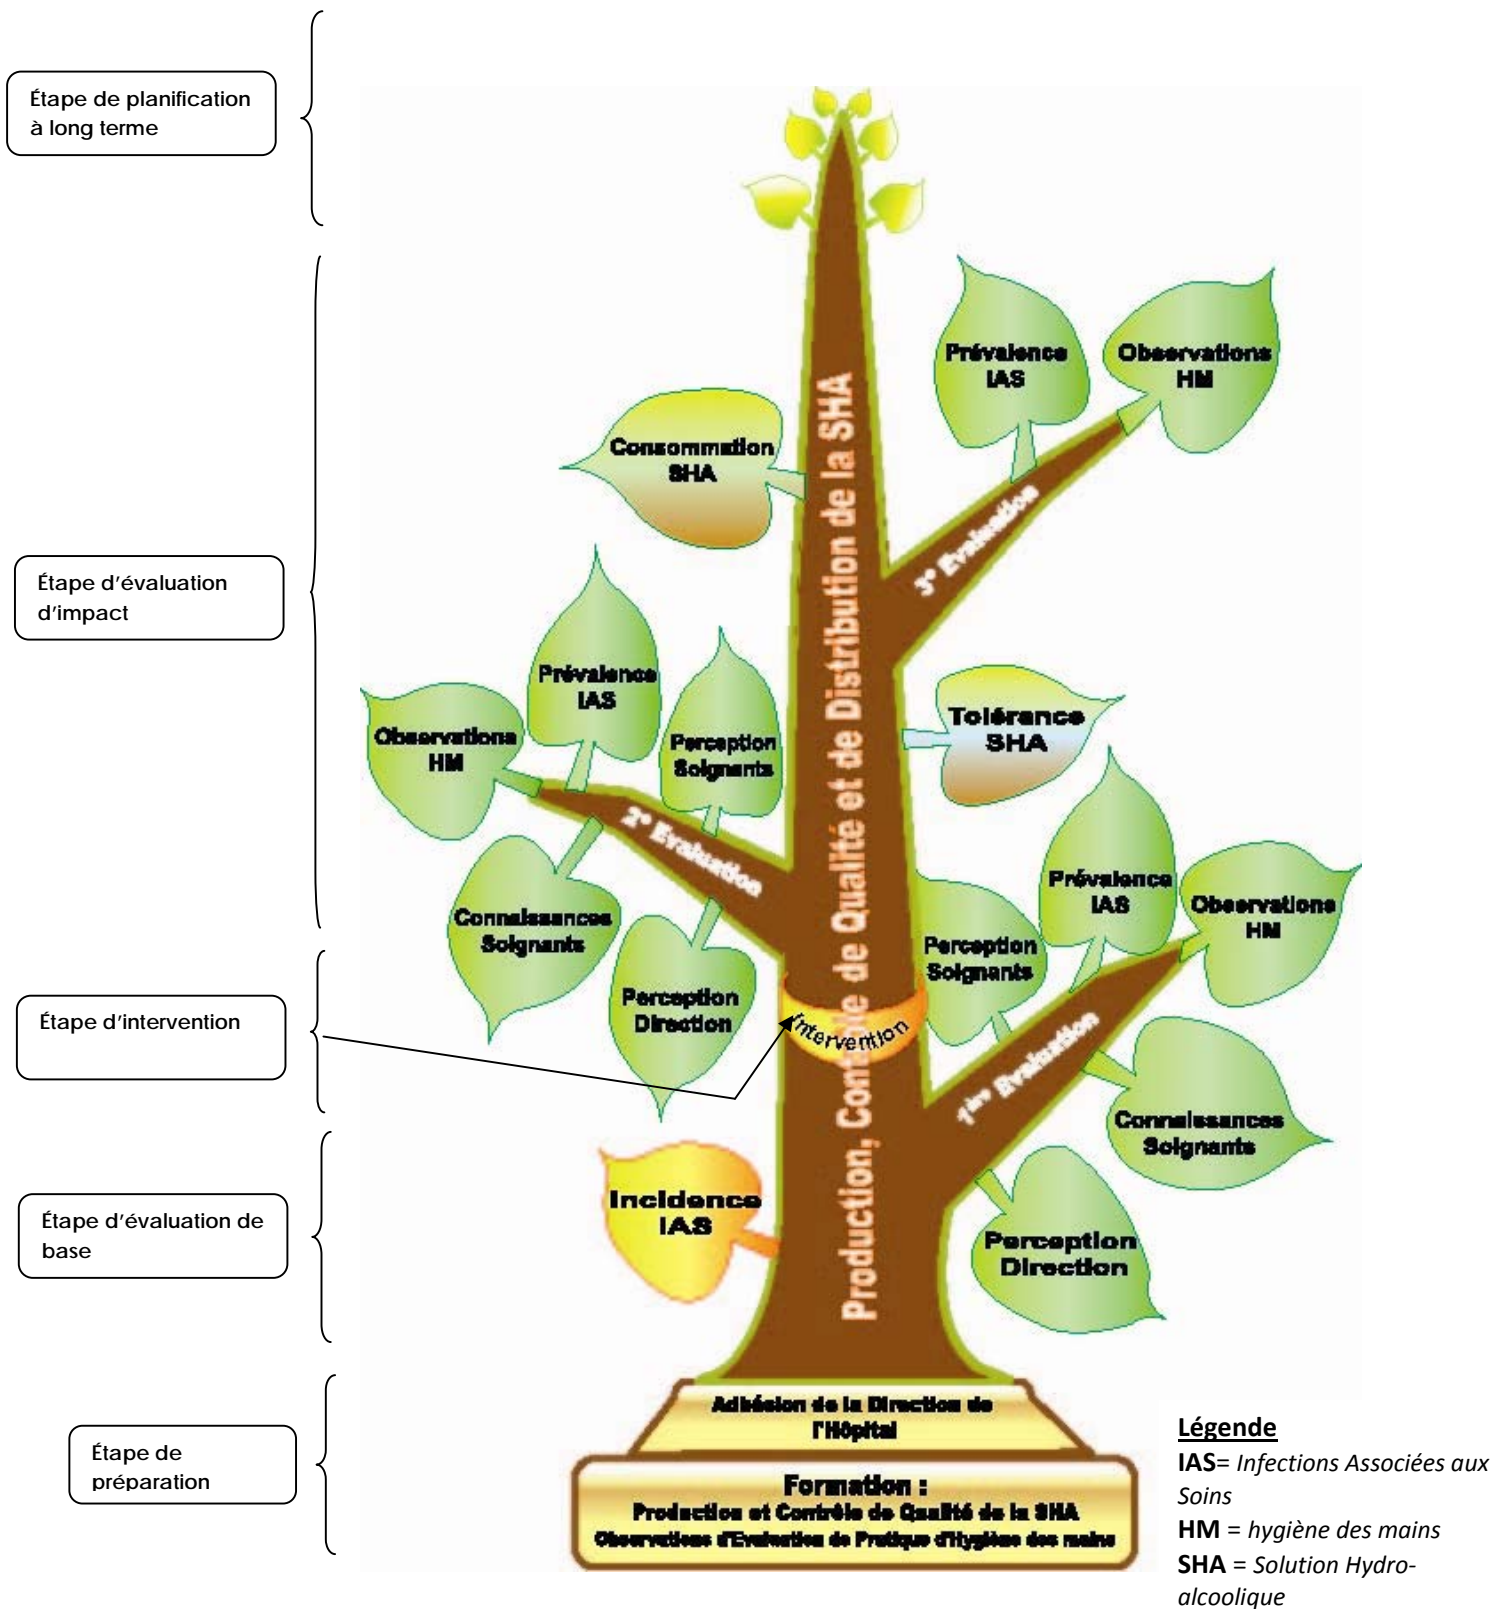 Étape de planification
à long terme
Prévalence
IAS
Observations
HM
Consommation
SHA
3° Evaluation
Étape d'évaluation
d'impact
Prévalence
IAS
Observations
HM
Perception
Soignants
Tolérance
SHA
2° Evaluation
Connaissances
Soignants
Perception
Direction
Prévalence
IAS
Observations
HM
Perception
Soignants
Étape d'intervention
Intervention
1ère Evaluation
Connaissances
Soignants
Perception
Direction
Étape d'évaluation de
base
Incidence
IAS
Production, Contrôle de Qualité et de Distribution de la SHA
Étape de
préparation
Adhésion de la Direction de
l'Hôpital
Formation :
Production et Contrôle de Qualité de la SHA
Observations d'Evaluation de Pratique d'Hygiène des mains
Légende
IAS= Infections Associées aux
Soins
HM = hygiène des mains
SHA = Solution Hydro-
alcoolique